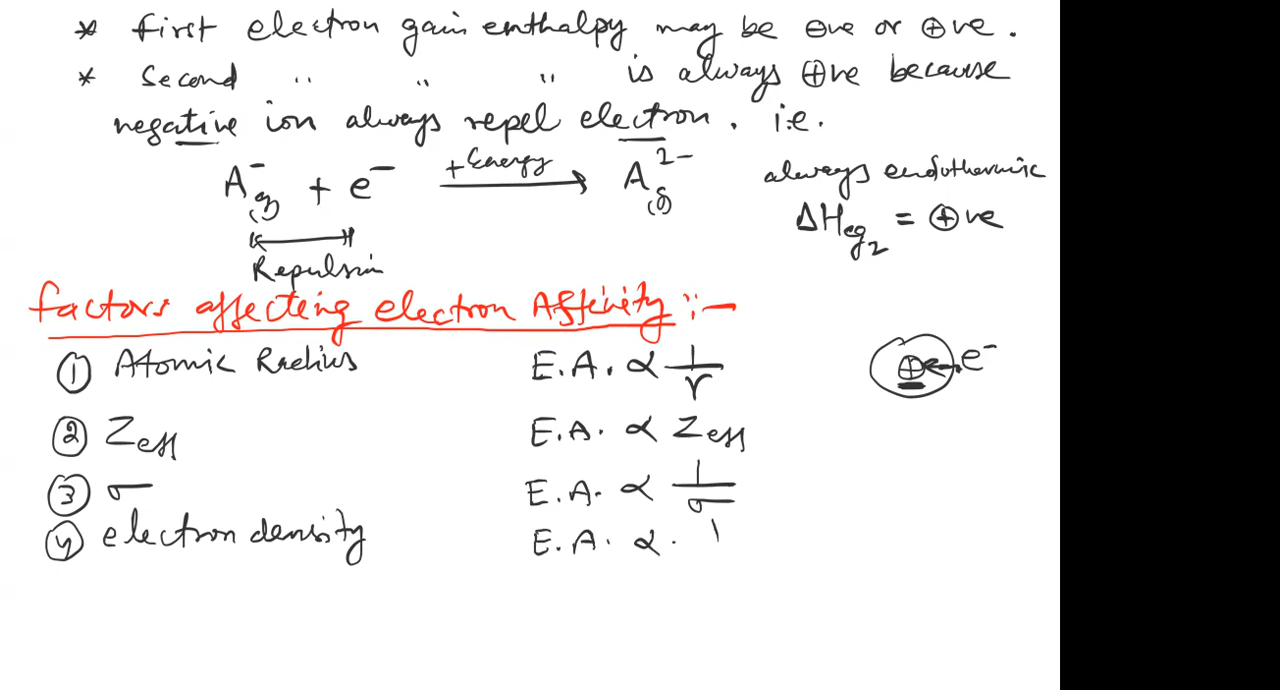 * first electron gain enthalpy may be ⊖ve or ⊕ve.
* Second " " " is always ⊕ve because
negative ion always repel electron. i.e.
A⁻(g) + e⁻ +Energy → A²⁻(g) always endothermic
ΔHeg₂ = ⊕ve
Repulsion
factors affecting electron Affinity :-
① Atomic Radius E.A. ∝ 1/r ⊕ e⁻
② Zeff E.A. ∝ Zeff
③ σ E.A. ∝ 1/σ
④ electron density E.A. ∝ 1